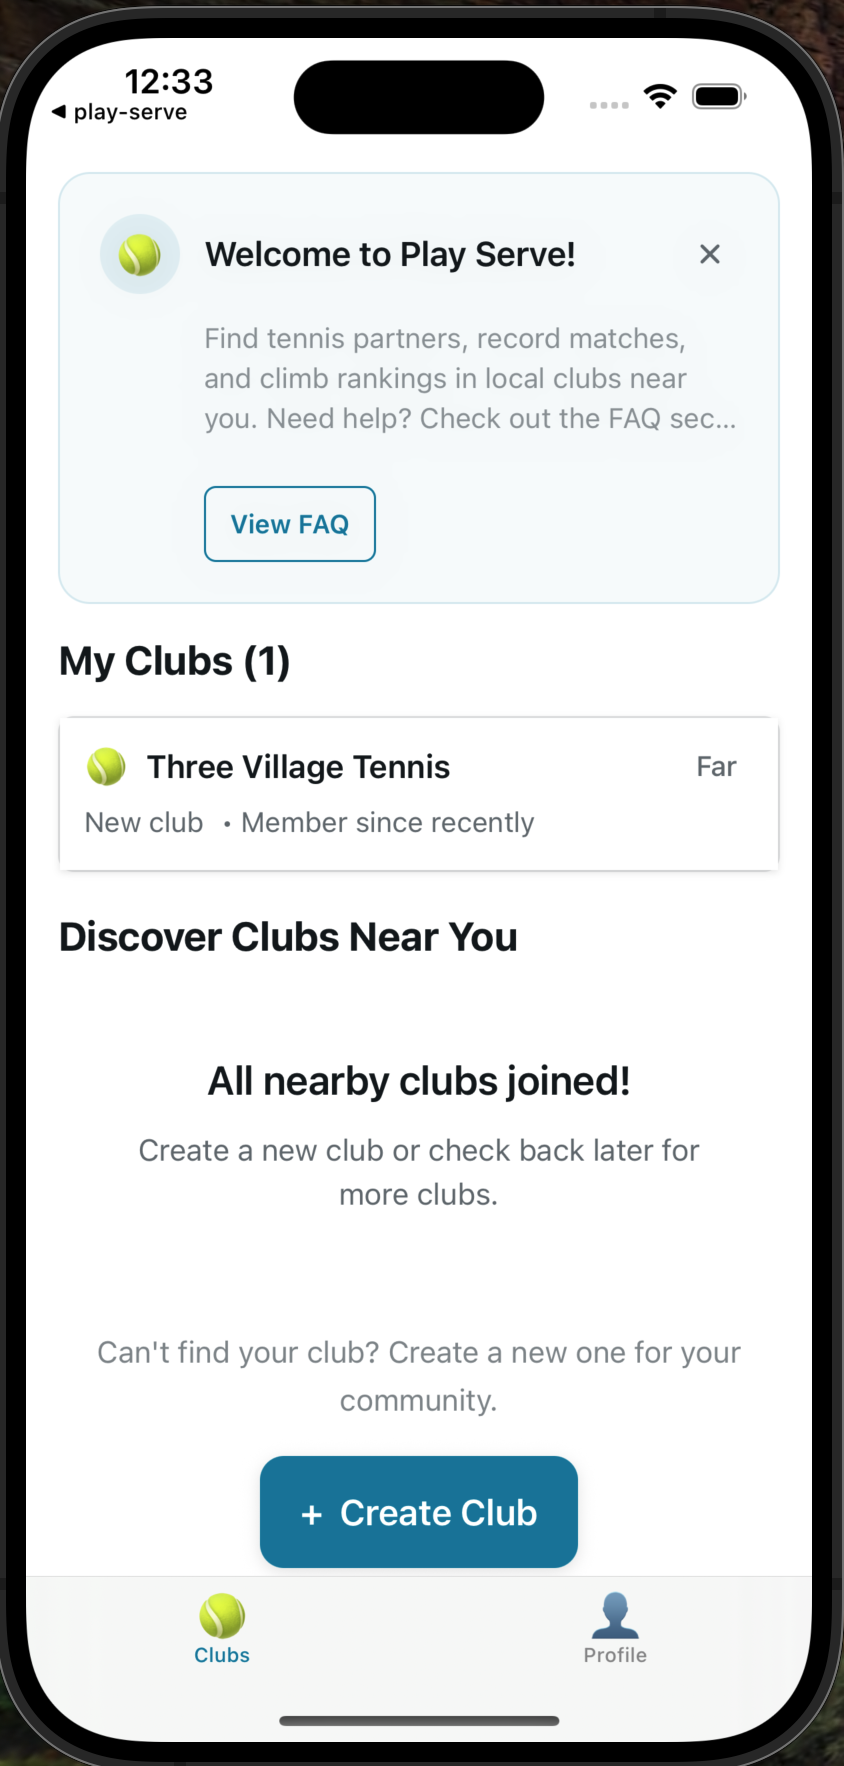 12:33
◀ play-serve
Welcome to Play Serve!
Find tennis partners, record matches,
and climb rankings in local clubs near
you. Need help? Check out the FAQ sec...
View FAQ
My Clubs (1)
Three Village Tennis
Far
New club • Member since recently
Discover Clubs Near You
All nearby clubs joined!
Create a new club or check back later for
more clubs.
Can't find your club? Create a new one for your
community.
+ Create Club
Clubs
Profile